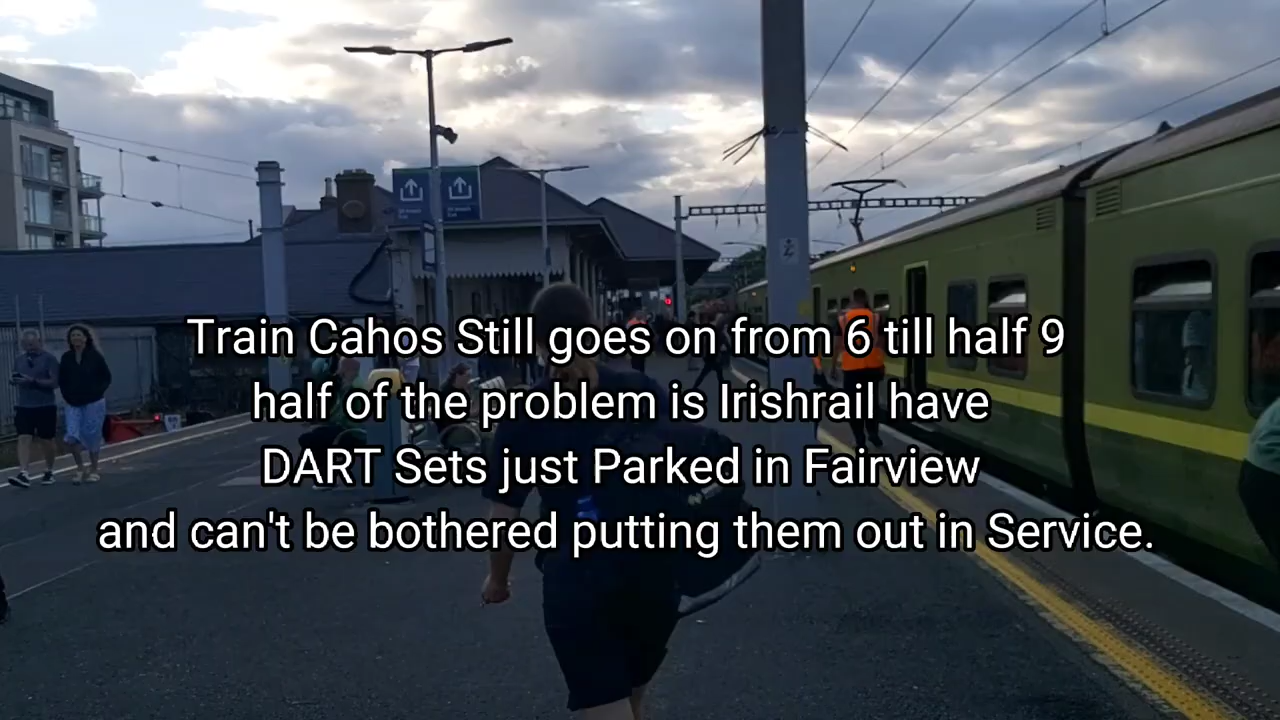 Train Cahos Still goes on from 6 till half 9
half of the problem is Irishrail have
DART Sets just Parked in Fairview
and can't be bothered putting them out in Service.